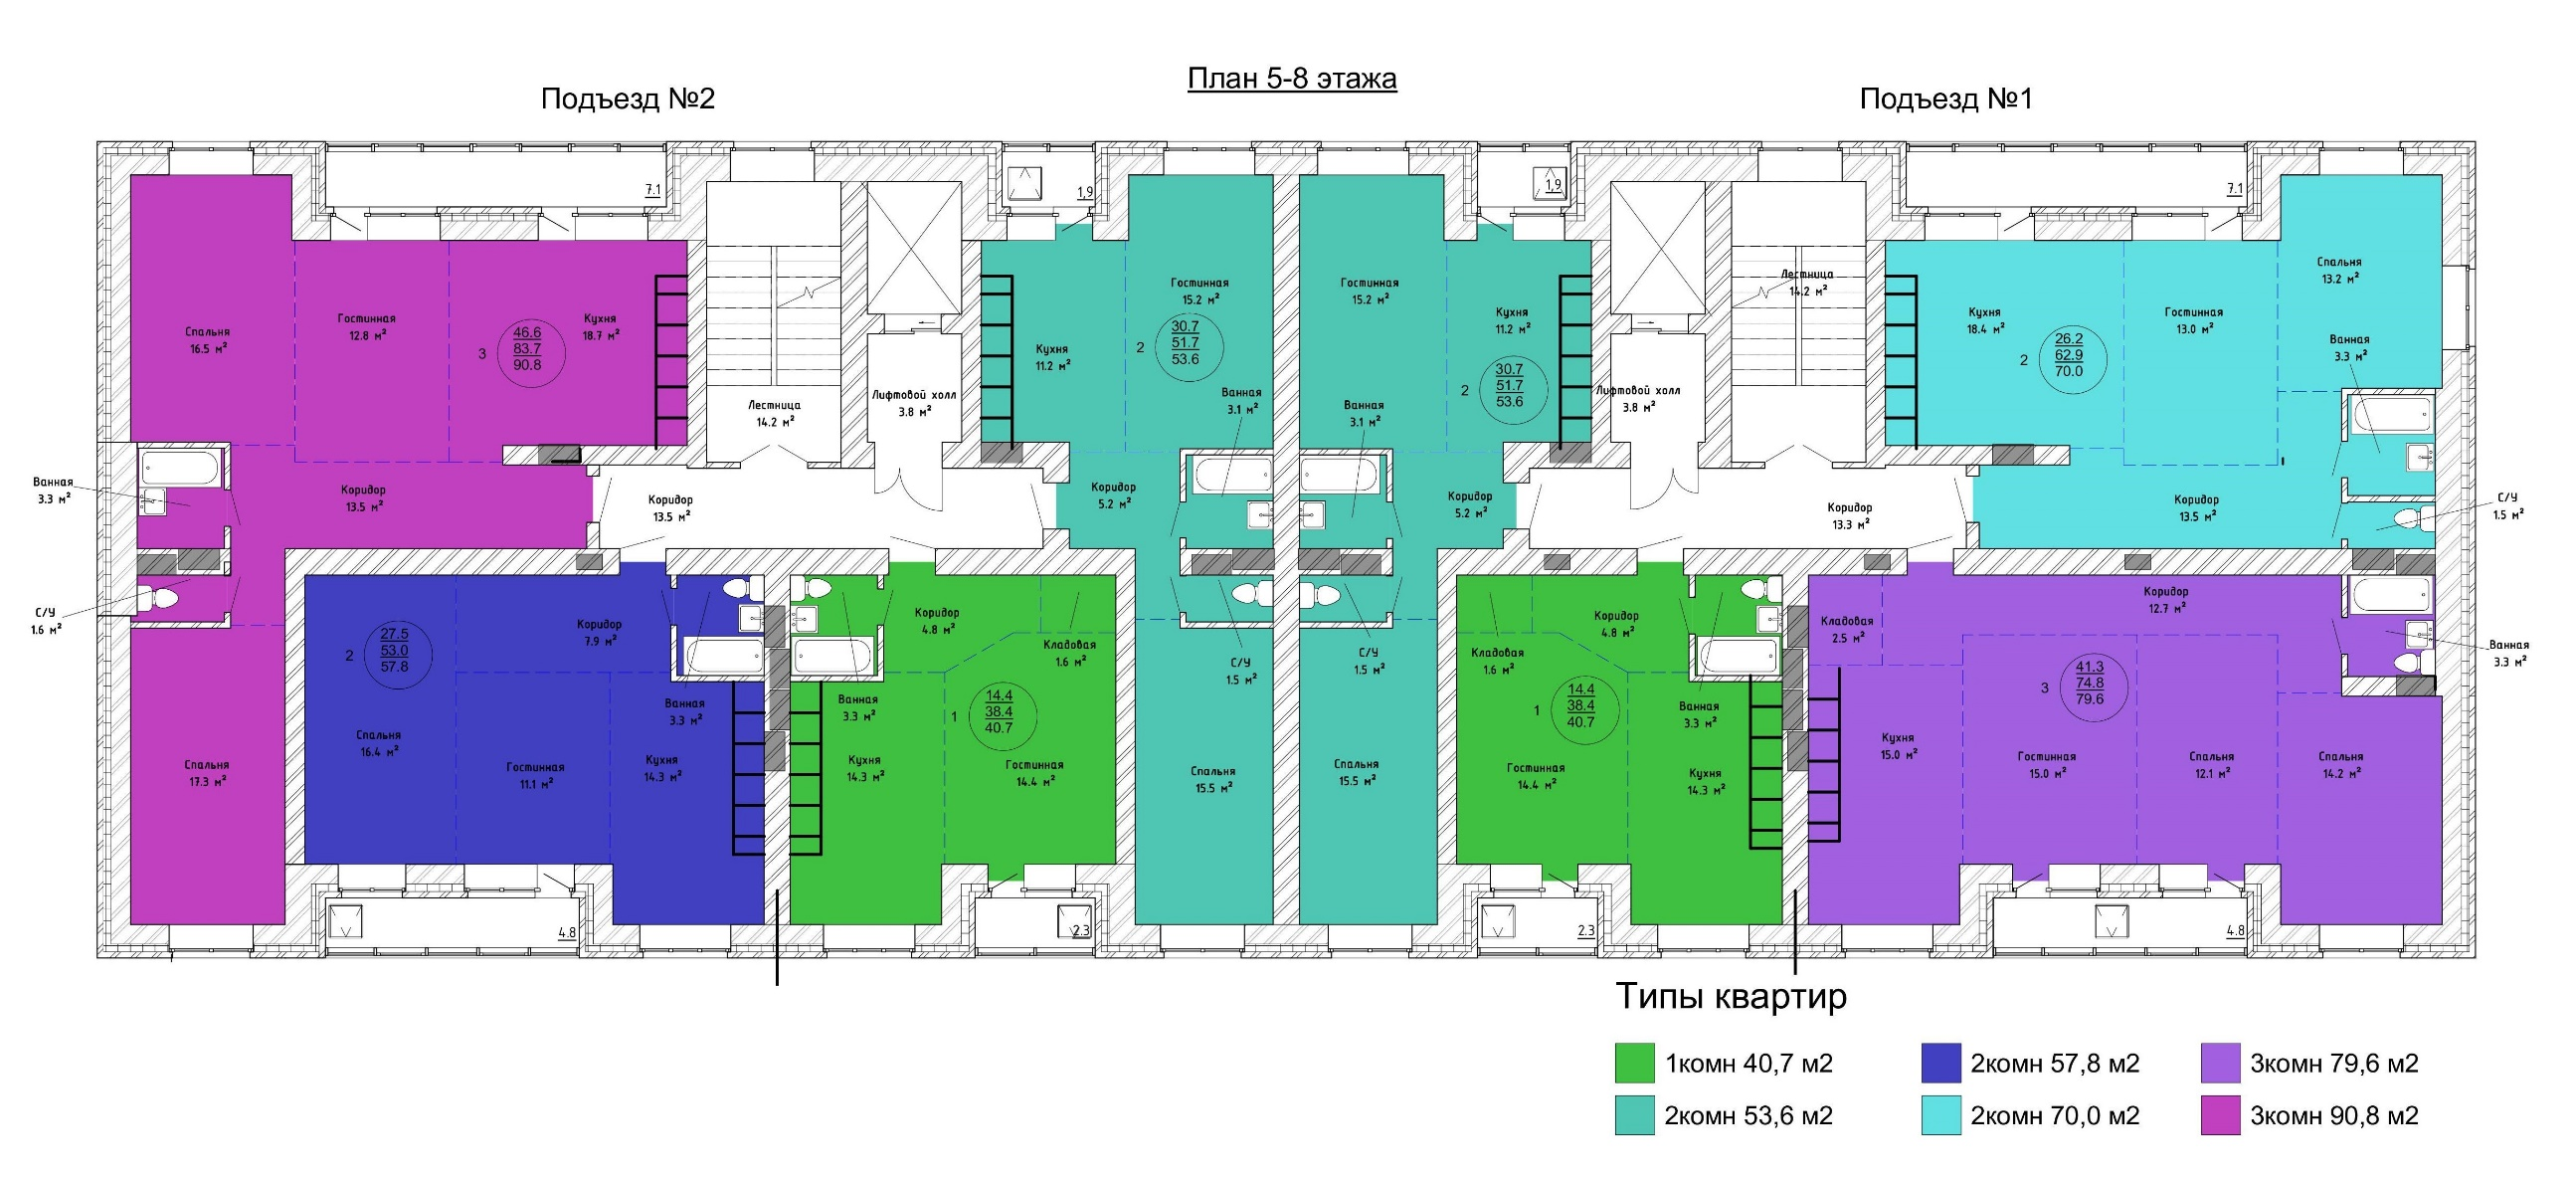 План 5-8 этажа
Подъезд №2
Подъезд №1
7.1
1,9
1,9
7.1
Спальня
16.5 м²
Гостинная
12.8 м²
3
46.6
83.7
90.8
Кухня
18.7 м²
Лестница
14.2 м²
Лифтовой холл
3.8 м²
Кухня
11.2 м²
2
30.7
51.7
53.6
Гостинная
15.2 м²
Ванная
3.1 м²
Гостинная
15.2 м²
Ванная
3.1 м²
Кухня
11.2 м²
2
30.7
51.7
53.6
Лифтовой холл
3.8 м²
Лестница
14.2 м²
Кухня
18.4 м²
2
26.2
62.9
70.0
Гостинная
13.0 м²
Спальня
13.2 м²
Ванная
3.3 м²
Ванная
3.3 м²
Коридор
13.5 м²
Коридор
13.5 м²
Коридор
5.2 м²
Коридор
5.2 м²
Коридор
13.3 м²
Коридор
13.5 м²
С/У
1.5 м²
С/У
1.6 м²
2
27.5
53.0
57.8
Коридор
7.9 м²
Коридор
4.8 м²
Кладовая
1.6 м²
С/У
1.5 м²
С/У
1.5 м²
Кладовая
1.6 м²
Коридор
4.8 м²
Кладовая
2.5 м²
Коридор
12.7 м²
Ванная
3.3 м²
Спальня
17.3 м²
Спальня
16.4 м²
Гостинная
11.1 м²
Ванная
3.3 м²
Кухня
14.3 м²
Ванная
3.3 м²
Кухня
14.3 м²
1
14.4
38.4
40.7
Гостинная
14.4 м²
Спальня
15.5 м²
Спальня
15.5 м²
1
14.4
38.4
40.7
Гостинная
14.4 м²
Ванная
3.3 м²
Кухня
14.3 м²
Кухня
15.0 м²
3
41.3
74.8
79.6
Гостинная
15.0 м²
Спальня
12.1 м²
Спальня
14.2 м²
4.8
2.3
2.3
4.8
Типы квартир
1комн 40,7 м2
2комн 57,8 м2
3комн 79,6 м2
2комн 53,6 м2
2комн 70,0 м2
3комн 90,8 м2